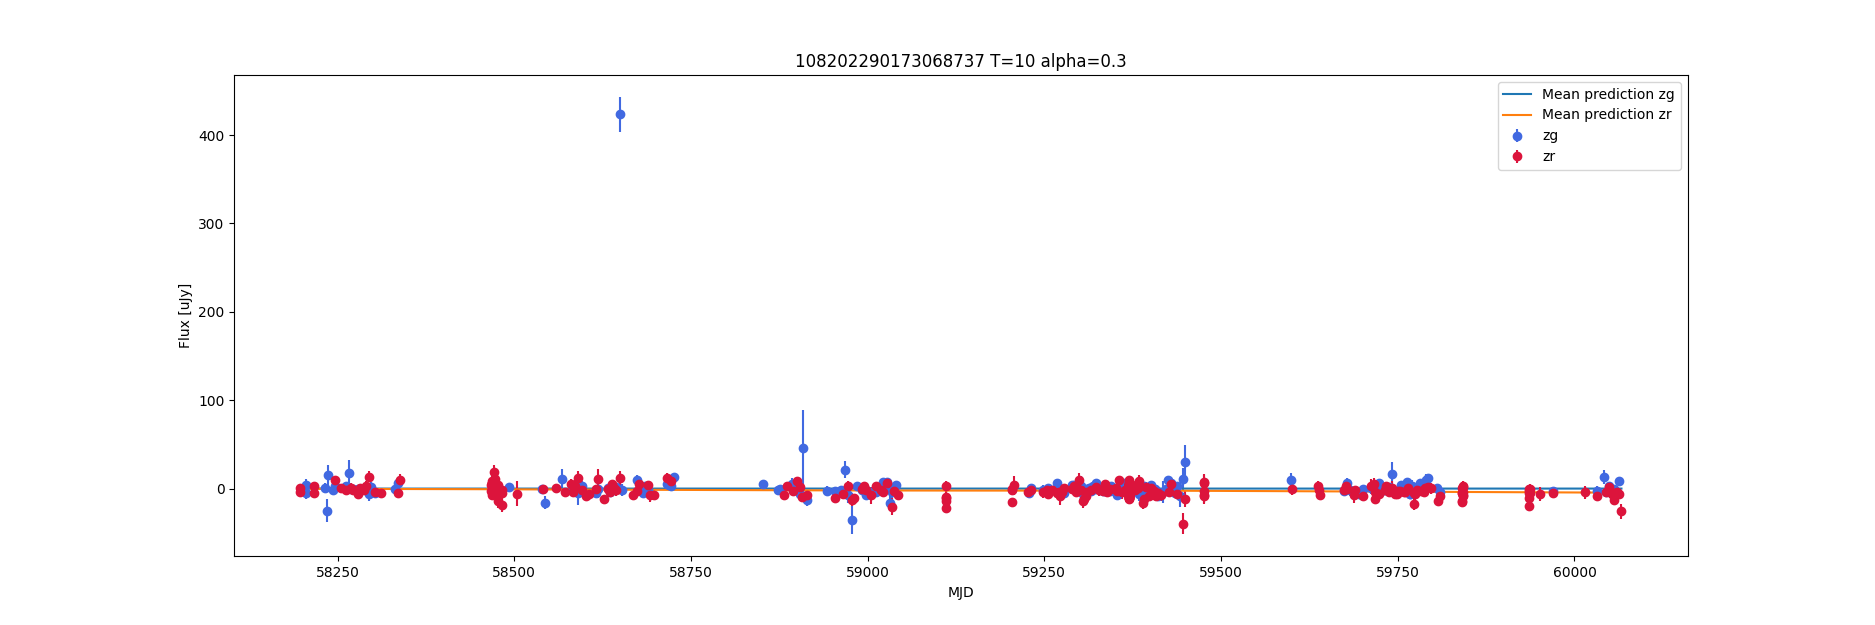 108202290173068737 T=10 alpha=0.3
Mean prediction zg
Mean prediction zr
zg
zr
400
300
200
100
0
Flux [uJy]
58250 58500 58750 59000 59250 59500 59750 60000
MJD